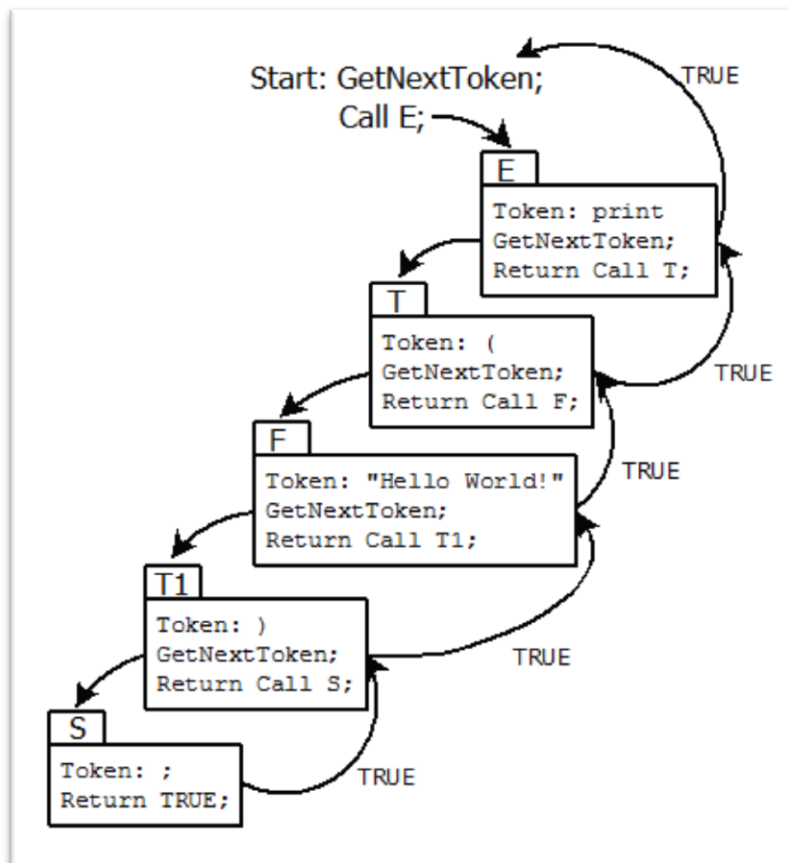 Start: GetNextToken;
TRUE
Call E;
E
Token: print
GetNextToken;
Return Call T;
T
Token: (
GetNextToken;
Return Call F;
TRUE
F
Token: "Hello World!"
GetNextToken;
Return Call T1;
TRUE
T1
Token: )
GetNextToken;
Return Call S;
TRUE
S
Token: ;
Return TRUE;
TRUE